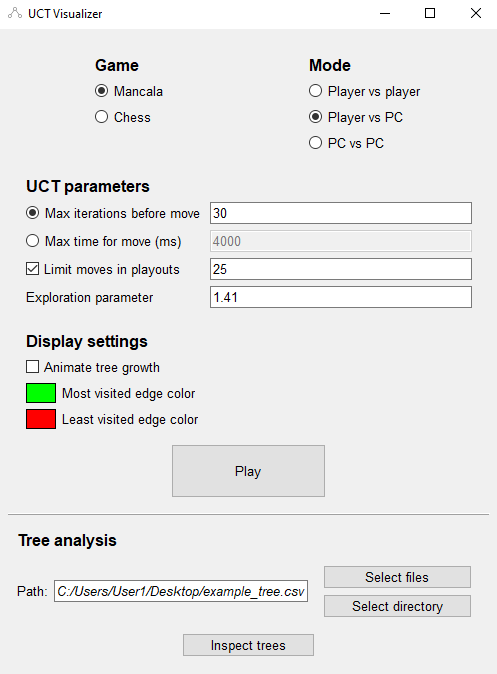 UCT Visualizer
Game
Mode
Mancala
Player vs player
Chess
Player vs PC
PC vs PC
UCT parameters
Max iterations before move 30
Max time for move (ms) 4000
Limit moves in playouts 25
Exploration parameter 1.41
Display settings
Animate tree growth
Most visited edge color
Least visited edge color
Play
Tree analysis
Path: C:/Users/User1/Desktop/example_tree.csv
Select files
Select directory
Inspect trees